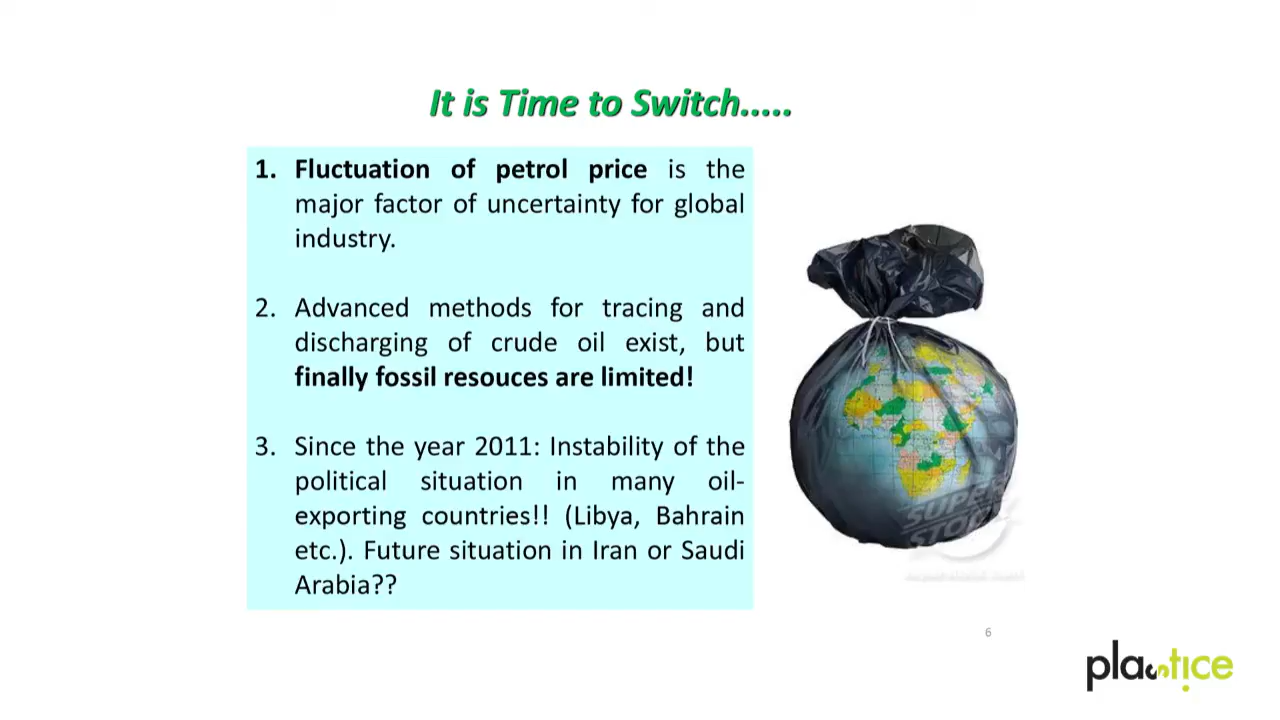 It is Time to Switch.....
1. Fluctuation of petrol price is the
major factor of uncertainty for global
industry.
2. Advanced methods for tracing and
discharging of crude oil exist, but
finally fossil resouces are limited!
3. Since the year 2011: Instability of the
political situation in many oil-
exporting countries!! (Libya, Bahrain
etc.). Future situation in Iran or Saudi
Arabia??
SUPER
STOCK
6
plastice